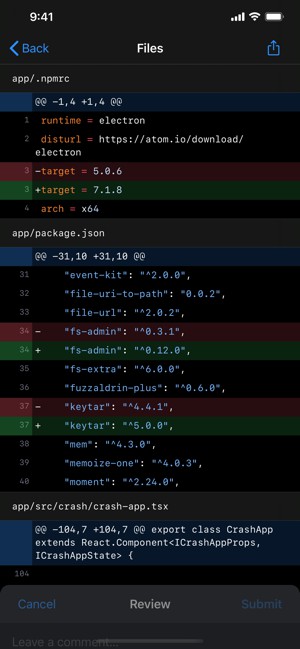 9:41
Back
Files
app/.npmrc
@@ -1,4 +1,4 @@
1 runtime = electron
2 disturl = https://atom.io/download/
electron
3 -target = 5.0.6
3 +target = 7.1.8
4 arch = x64
app/package.json
@@ -31,10 +31,10 @@
31 "event-kit": "^2.0.0",
32 "file-uri-to-path": "0.0.2",
33 "file-url": "^2.0.2",
34 - "fs-admin": "^0.3.1",
34 + "fs-admin": "^0.12.0",
35 "fs-extra": "^6.0.0",
36 "fuzzaldrin-plus": "^0.6.0",
37 - "keytar": "^4.4.1",
37 + "keytar": "^5.0.0",
38 "mem": "^4.3.0",
39 "memoize-one": "^4.0.3",
40 "moment": "^2.24.0",
app/src/crash/crash-app.tsx
@@ -104,7 +104,7 @@ export class CrashApp
extends React.Component<ICrashAppProps,
ICrashAppState> {
104
Cancel
Review
Submit
Leave a comment...